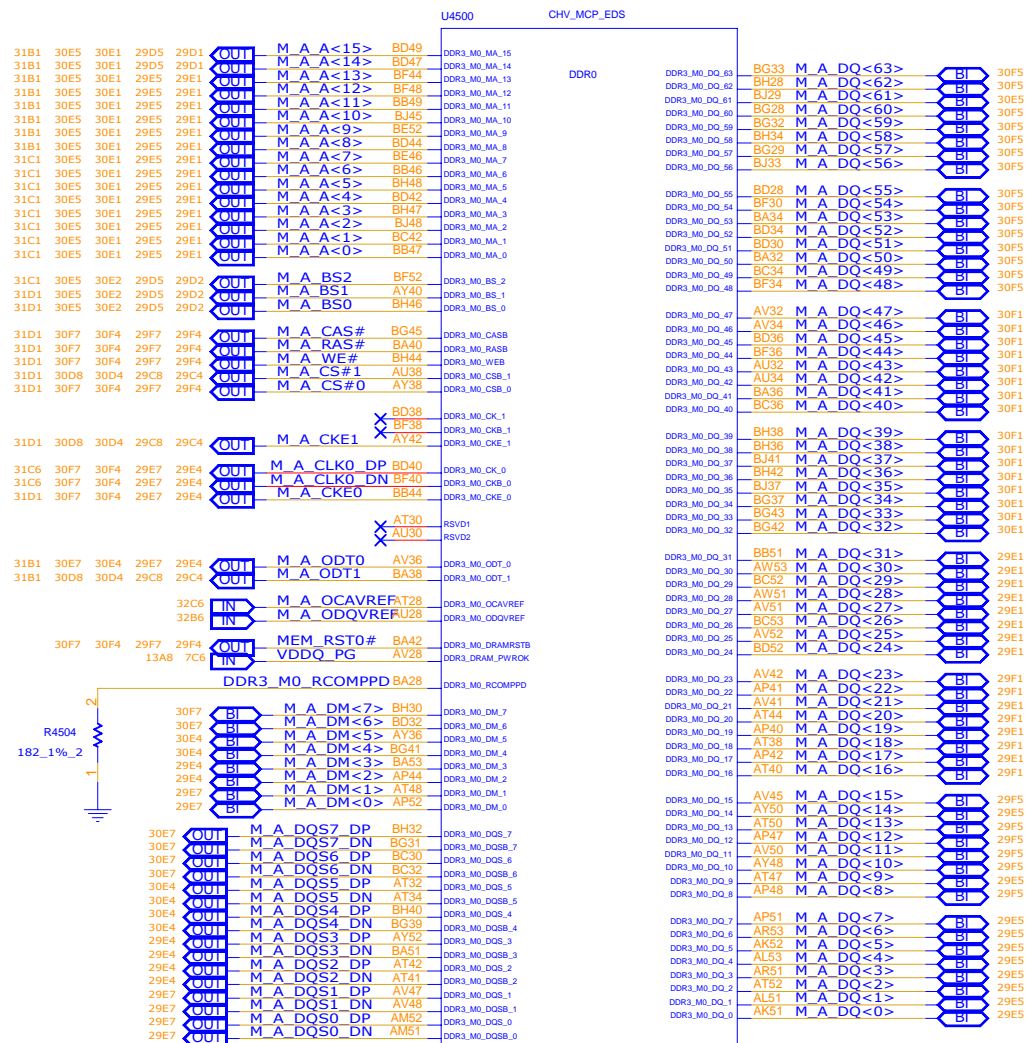 U4500 CHV_MCP_EDS
DDR0
31B1 30E5 30E1 29D5 29D1 OUT M_A_A<15> BD49 DDR3_M0_MA_15
31B1 30E5 30E1 29D5 29D1 OUT M_A_A<14> BD47 DDR3_M0_MA_14
31B1 30E5 30E1 29E5 29E1 OUT M_A_A<13> BF44 DDR3_M0_MA_13
31B1 30E5 30E1 29E5 29E1 OUT M_A_A<12> BF48 DDR3_M0_MA_12
31B1 30E5 30E1 29E5 29E1 OUT M_A_A<11> BB49 DDR3_M0_MA_11
31B1 30E5 30E1 29E5 29E1 OUT M_A_A<10> BJ45 DDR3_M0_MA_10
31B1 30E5 30E1 29E5 29E1 OUT M_A_A<9> BE52 DDR3_M0_MA_9
31B1 30E5 30E1 29E5 29E1 OUT M_A_A<8> BD44 DDR3_M0_MA_8
31C1 30E5 30E1 29E5 29E1 OUT M_A_A<7> BE46 DDR3_M0_MA_7
31C1 30E5 30E1 29E5 29E1 OUT M_A_A<6> BB46 DDR3_M0_MA_6
31C1 30E5 30E1 29E5 29E1 OUT M_A_A<5> BH48 DDR3_M0_MA_5
31C1 30E5 30E1 29E5 29E1 OUT M_A_A<4> BD42 DDR3_M0_MA_4
31C1 30E5 30E1 29E5 29E1 OUT M_A_A<3> BH47 DDR3_M0_MA_3
31C1 30E5 30E1 29E5 29E1 OUT M_A_A<2> BJ48 DDR3_M0_MA_2
31C1 30E5 30E1 29E5 29E1 OUT M_A_A<1> BC42 DDR3_M0_MA_1
31C1 30E5 30E1 29E5 29E1 OUT M_A_A<0> BB47 DDR3_M0_MA_0
31C1 30E5 30E2 29D5 29D2 OUT M_A_BS2 BF52 DDR3_M0_BS_2
31D1 30E5 30E2 29D5 29D2 OUT M_A_BS1 AY40 DDR3_M0_BS_1
31D1 30E5 30E2 29D5 29D2 OUT M_A_BS0 BH46 DDR3_M0_BS_0
31D1 30F7 30F4 29F7 29F4 OUT M_A_CAS# BG45 DDR3_M0_CASB
31D1 30F7 30F4 29F7 29F4 OUT M_A_RAS# BA40 DDR3_M0_RASB
31D1 30F7 30F4 29F7 29F4 OUT M_A_WE# BH44 DDR3_M0_WEB
31D1 30D8 30D4 29C8 29C4 OUT M_A_CS#1 AU38 DDR3_M0_CSB_1
31D1 30F7 30F4 29F7 29F4 OUT M_A_CS#0 AY38 DDR3_M0_CSB_0
BD38 DDR3_M0_CK_1
BF38 DDR3_M0_CKB_1
31D1 30D8 30D4 29C8 29C4 OUT M_A_CKE1 AY42 DDR3_M0_CKE_1
31C6 30F7 30F4 29E7 29E4 OUT M_A_CLK0_DP BD40 DDR3_M0_CK_0
31C6 30F7 30F4 29E7 29E4 OUT M_A_CLK0_DN BF40 DDR3_M0_CKB_0
31D1 30F7 30F4 29E7 29E4 OUT M_A_CKE0 BB44 DDR3_M0_CKE_0
AT30 RSVD1
AU30 RSVD2
31B1 30E7 30E4 29E7 29E4 OUT M_A_ODT0 AV36 DDR3_M0_ODT_0
31B1 30D8 30D4 29C8 29C4 OUT M_A_ODT1 BA38 DDR3_M0_ODT_1
32C6 IN M_A_OCAVREF AT28 DDR3_M0_OCAVREF
32B6 IN M_A_ODQVREF AU28 DDR3_M0_ODQVREF
30F7 30F4 29F7 29F4 OUT MEM_RST0# BA42 DDR3_M0_DRAMRSTB
13A8 7C6 IN VDDQ_PG AV28 DDR3_DRAM_PWROK
DDR3_M0_RCOMPPD BA28 DDR3_M0_RCOMPPD
2
R4504
182_1%_2
1
30F7 BI M_A_DM<7> BH30 DDR3_M0_DM_7
30E7 BI M_A_DM<6> BD32 DDR3_M0_DM_6
30E4 BI M_A_DM<5> AY36 DDR3_M0_DM_5
30E4 BI M_A_DM<4> BG41 DDR3_M0_DM_4
29E4 BI M_A_DM<3> BA53 DDR3_M0_DM_3
29E4 BI M_A_DM<2> AP44 DDR3_M0_DM_2
29E7 BI M_A_DM<1> AT48 DDR3_M0_DM_1
29E7 BI M_A_DM<0> AP52 DDR3_M0_DM_0
30E7 OUT M_A_DQS7_DP BH32 DDR3_M0_DQS_7
30E7 OUT M_A_DQS7_DN BG31 DDR3_M0_DQSB_7
30E7 OUT M_A_DQS6_DP BC30 DDR3_M0_DQS_6
30E7 OUT M_A_DQS6_DN BC32 DDR3_M0_DQSB_6
30E4 OUT M_A_DQS5_DP AT32 DDR3_M0_DQS_5
30E4 OUT M_A_DQS5_DN AT34 DDR3_M0_DQSB_5
30E4 OUT M_A_DQS4_DP BH40 DDR3_M0_DQS_4
30E4 OUT M_A_DQS4_DN BG39 DDR3_M0_DQSB_4
29E4 OUT M_A_DQS3_DP AY52 DDR3_M0_DQS_3
29E4 OUT M_A_DQS3_DN BA51 DDR3_M0_DQSB_3
29E4 OUT M_A_DQS2_DP AT42 DDR3_M0_DQS_2
29E4 OUT M_A_DQS2_DN AT41 DDR3_M0_DQSB_2
29E7 OUT M_A_DQS1_DP AV47 DDR3_M0_DQS_1
29E7 OUT M_A_DQS1_DN AV48 DDR3_M0_DQSB_1
29E7 OUT M_A_DQS0_DP AM52 DDR3_M0_DQS_0
29E7 OUT M_A_DQS0_DN AM51 DDR3_M0_DQSB_0
DDR3_M0_DQ_63 BG33 M_A_DQ<63> BI 30F5
DDR3_M0_DQ_62 BH28 M_A_DQ<62> BI 30F5
DDR3_M0_DQ_61 BJ29 M_A_DQ<61> BI 30E5
DDR3_M0_DQ_60 BG28 M_A_DQ<60> BI 30F5
DDR3_M0_DQ_59 BG32 M_A_DQ<59> BI 30F5
DDR3_M0_DQ_58 BH34 M_A_DQ<58> BI 30F5
DDR3_M0_DQ_57 BG29 M_A_DQ<57> BI 30F5
DDR3_M0_DQ_56 BJ33 M_A_DQ<56> BI 30F5
DDR3_M0_DQ_55 BD28 M_A_DQ<55> BI 30F5
DDR3_M0_DQ_54 BF30 M_A_DQ<54> BI 30F5
DDR3_M0_DQ_53 BA34 M_A_DQ<53> BI 30F5
DDR3_M0_DQ_52 BD34 M_A_DQ<52> BI 30F5
DDR3_M0_DQ_51 BD30 M_A_DQ<51> BI 30F5
DDR3_M0_DQ_50 BA32 M_A_DQ<50> BI 30F5
DDR3_M0_DQ_49 BC34 M_A_DQ<49> BI 30F5
DDR3_M0_DQ_48 BF34 M_A_DQ<48> BI 30F5
DDR3_M0_DQ_47 AV32 M_A_DQ<47> BI 30F1
DDR3_M0_DQ_46 AV34 M_A_DQ<46> BI 30F1
DDR3_M0_DQ_45 BD36 M_A_DQ<45> BI 30F1
DDR3_M0_DQ_44 BF36 M_A_DQ<44> BI 30F1
DDR3_M0_DQ_43 AU32 M_A_DQ<43> BI 30F1
DDR3_M0_DQ_42 AU34 M_A_DQ<42> BI 30F1
DDR3_M0_DQ_41 BA36 M_A_DQ<41> BI 30F1
DDR3_M0_DQ_40 BC36 M_A_DQ<40> BI 30F1
DDR3_M0_DQ_39 BH38 M_A_DQ<39> BI 30F1
DDR3_M0_DQ_38 BH36 M_A_DQ<38> BI 30F1
DDR3_M0_DQ_37 BJ41 M_A_DQ<37> BI 30F1
DDR3_M0_DQ_36 BH42 M_A_DQ<36> BI 30F1
DDR3_M0_DQ_35 BJ37 M_A_DQ<35> BI 30F1
DDR3_M0_DQ_34 BG37 M_A_DQ<34> BI 30F1
DDR3_M0_DQ_33 BG43 M_A_DQ<33> BI 30F1
DDR3_M0_DQ_32 BG42 M_A_DQ<32> BI 30E1
DDR3_M0_DQ_31 BB51 M_A_DQ<31> BI 29E1
DDR3_M0_DQ_30 AW53 M_A_DQ<30> BI 29E1
DDR3_M0_DQ_29 BC52 M_A_DQ<29> BI 29E1
DDR3_M0_DQ_28 AW51 M_A_DQ<28> BI 29E1
DDR3_M0_DQ_27 AV51 M_A_DQ<27> BI 29E1
DDR3_M0_DQ_26 BC53 M_A_DQ<26> BI 29E1
DDR3_M0_DQ_25 AV52 M_A_DQ<25> BI 29E1
DDR3_M0_DQ_24 BD52 M_A_DQ<24> BI 29E1
DDR3_M0_DQ_23 AV42 M_A_DQ<23> BI 29F1
DDR3_M0_DQ_22 AP41 M_A_DQ<22> BI 29F1
DDR3_M0_DQ_21 AV41 M_A_DQ<21> BI 29E1
DDR3_M0_DQ_20 AT44 M_A_DQ<20> BI 29F1
DDR3_M0_DQ_19 AP40 M_A_DQ<19> BI 29E1
DDR3_M0_DQ_18 AT38 M_A_DQ<18> BI 29F1
DDR3_M0_DQ_17 AP42 M_A_DQ<17> BI 29E1
DDR3_M0_DQ_16 AT40 M_A_DQ<16> BI 29F1
DDR3_M0_DQ_15 AV45 M_A_DQ<15> BI 29F5
DDR3_M0_DQ_14 AY50 M_A_DQ<14> BI 29E5
DDR3_M0_DQ_13 AT50 M_A_DQ<13> BI 29F5
DDR3_M0_DQ_12 AP47 M_A_DQ<12> BI 29F5
DDR3_M0_DQ_11 AV50 M_A_DQ<11> BI 29F5
DDR3_M0_DQ_10 AY48 M_A_DQ<10> BI 29F5
DDR3_M0_DQ_9 AT47 M_A_DQ<9> BI 29E5
DDR3_M0_DQ_8 AP48 M_A_DQ<8> BI 29F5
DDR3_M0_DQ_7 AP51 M_A_DQ<7> BI 29E5
DDR3_M0_DQ_6 AR53 M_A_DQ<6> BI 29E5
DDR3_M0_DQ_5 AK52 M_A_DQ<5> BI 29E5
DDR3_M0_DQ_4 AL53 M_A_DQ<4> BI 29E5
DDR3_M0_DQ_3 AR51 M_A_DQ<3> BI 29E5
DDR3_M0_DQ_2 AT52 M_A_DQ<2> BI 29E5
DDR3_M0_DQ_1 AL51 M_A_DQ<1> BI 29E5
DDR3_M0_DQ_0 AK51 M_A_DQ<0> BI 29E5